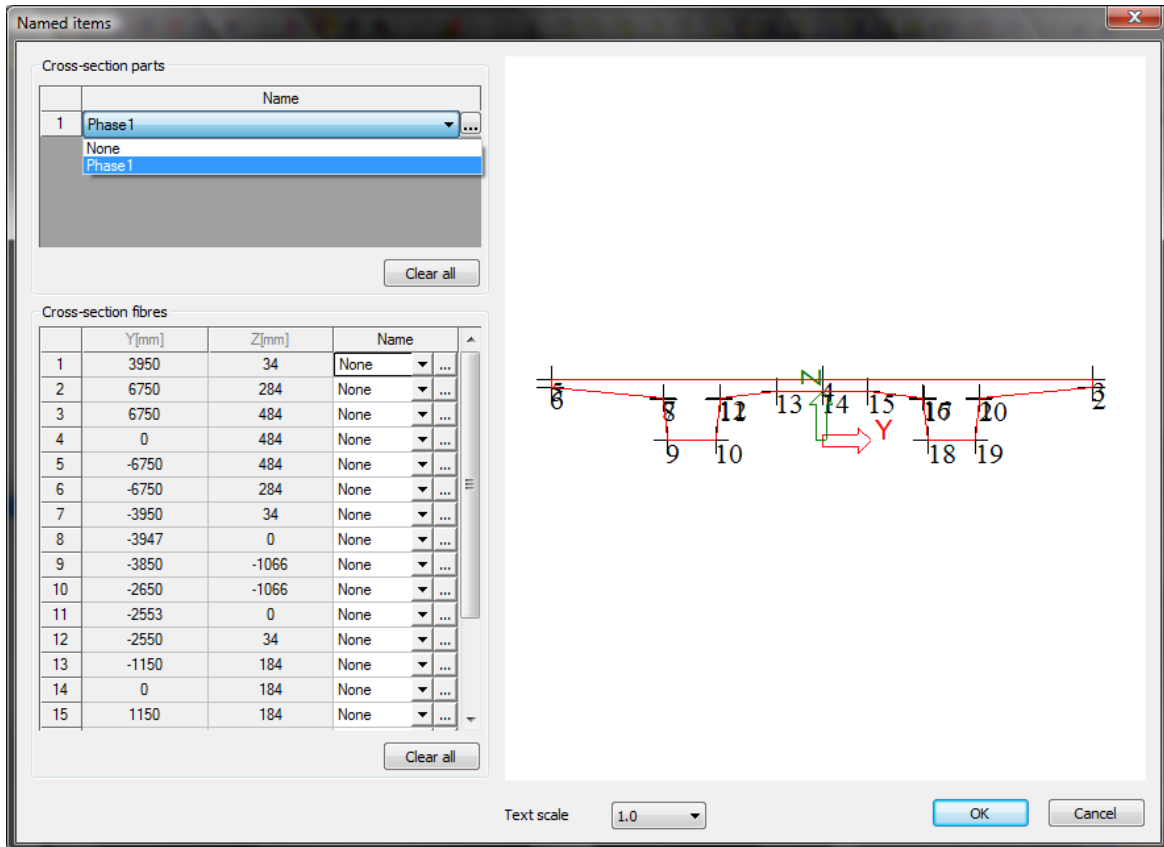 Named items
Cross-section parts
Name
1 Phase1 ...
None
Phase1
Clear all
Cross-section fibres
Y[mm] Z[mm] Name
1 3950 34 None ...
2 6750 284 None ...
3 6750 484 None ...
4 0 484 None ...
5 -6750 484 None ...
6 -6750 284 None ...
7 -3950 34 None ...
8 -3947 0 None ...
9 -3850 -1066 None ...
10 -2650 -1066 None ...
11 -2553 0 None ...
12 -2550 34 None ...
13 -1150 184 None ...
14 0 184 None ...
15 1150 184 None ...
Clear all
Z
6 8 12 13 14 15 16 20 2
Y
9 10 18 19
Text scale 1.0 OK Cancel